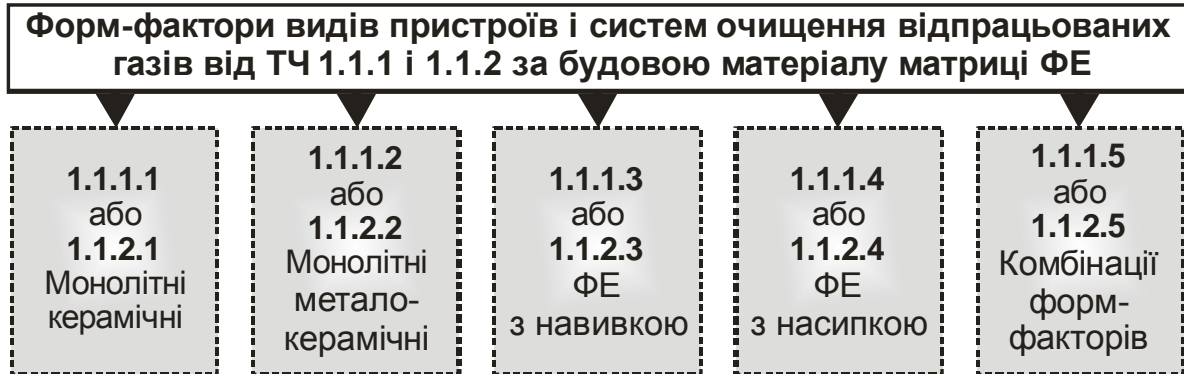 Форм-фактори видів пристроїв і систем очищення відпрацьованих
газів від ТЧ 1.1.1 і 1.1.2 за будовою матеріалу матриці ФЕ
1.1.1.1
або
1.1.2.1
Монолітні
керамічні
1.1.1.2
або
1.1.2.2
Монолітні
метало-
керамічні
1.1.1.3
або
1.1.2.3
ФЕ
з навивкою
1.1.1.4
або
1.1.2.4
ФЕ
з насипкою
1.1.1.5
або
1.1.2.5
Комбінації
форм-
факторів